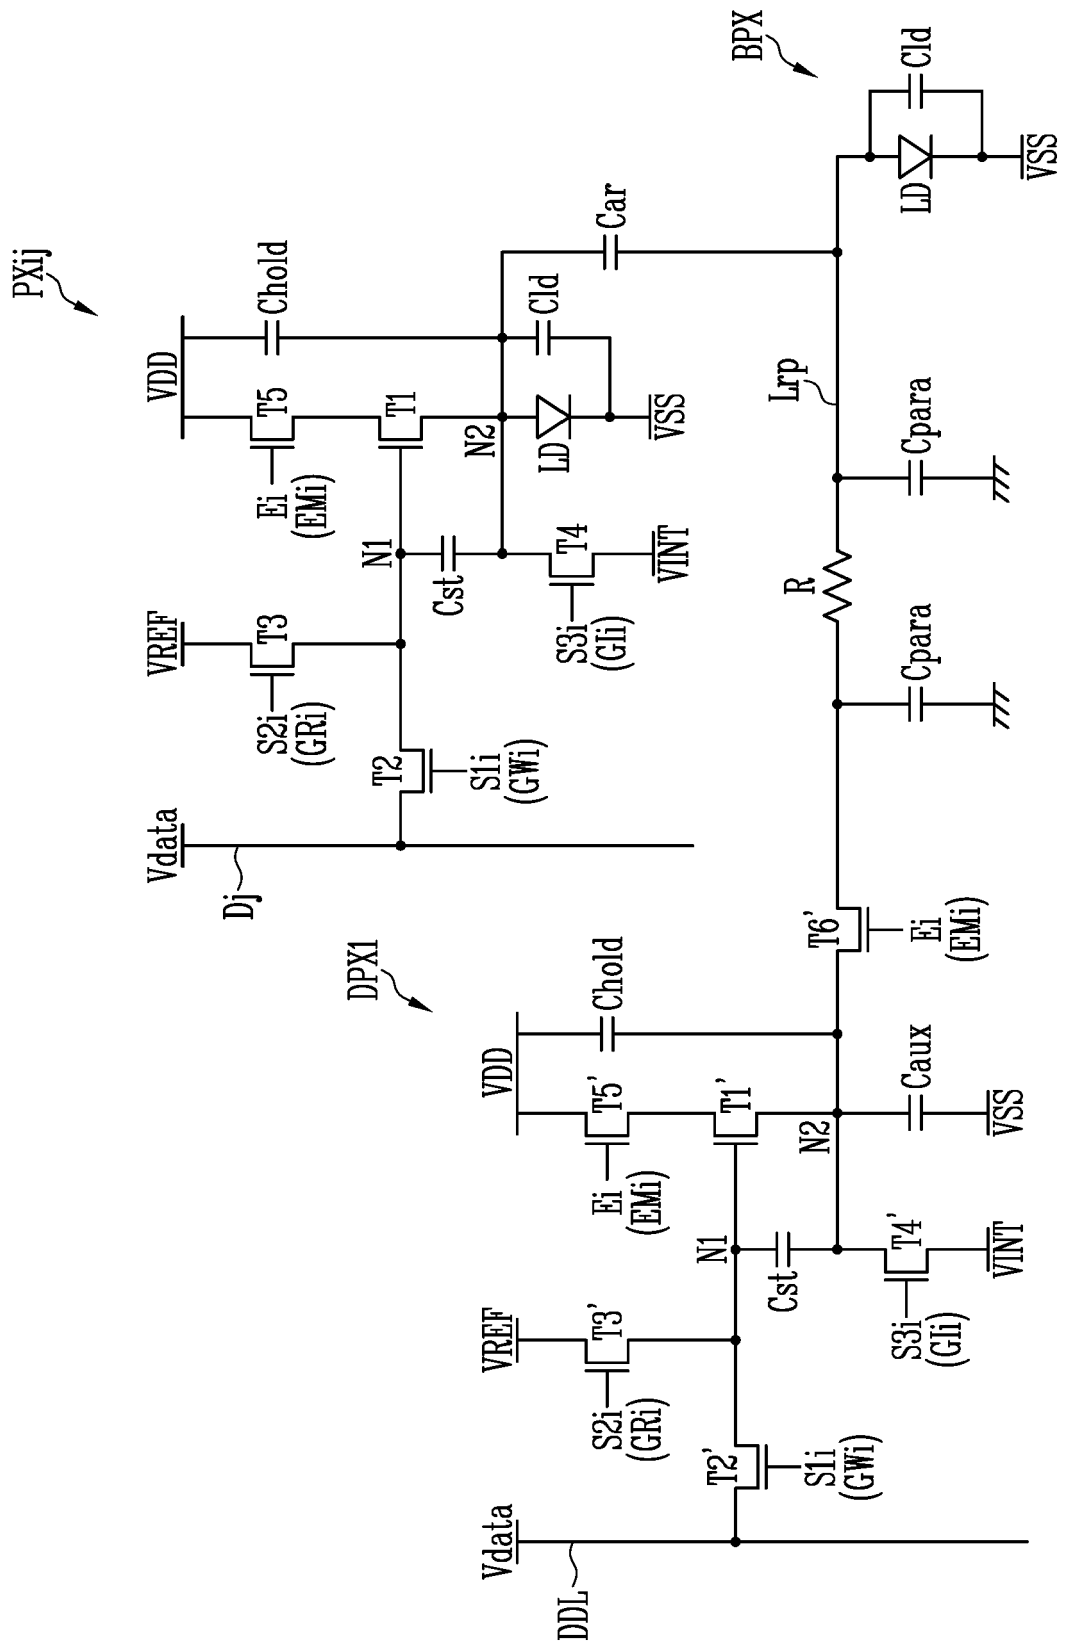 PXij
BPX
VDD
Chold
T5
Ei
(EMi)
T1
VREF
T3
S2i
(GRi)
N1
N2
Cst
Cld
LD
VSS
Car
Vdata
Dj
T2
S1i
(GWi)
T4
S3i
(GIi)
VINT
Cld
LD
VSS
Lrp
Cpara
R
Cpara
T6'
Ei
(EMi)
DPX1
VDD
Chold
T5'
Ei
(EMi)
T1'
VREF
T3'
S2i
(GRi)
N1
N2
Cst
Caux
VSS
T4'
S3i
(GIi)
VINT
Vdata
DDL
T2'
S1i
(GWi)